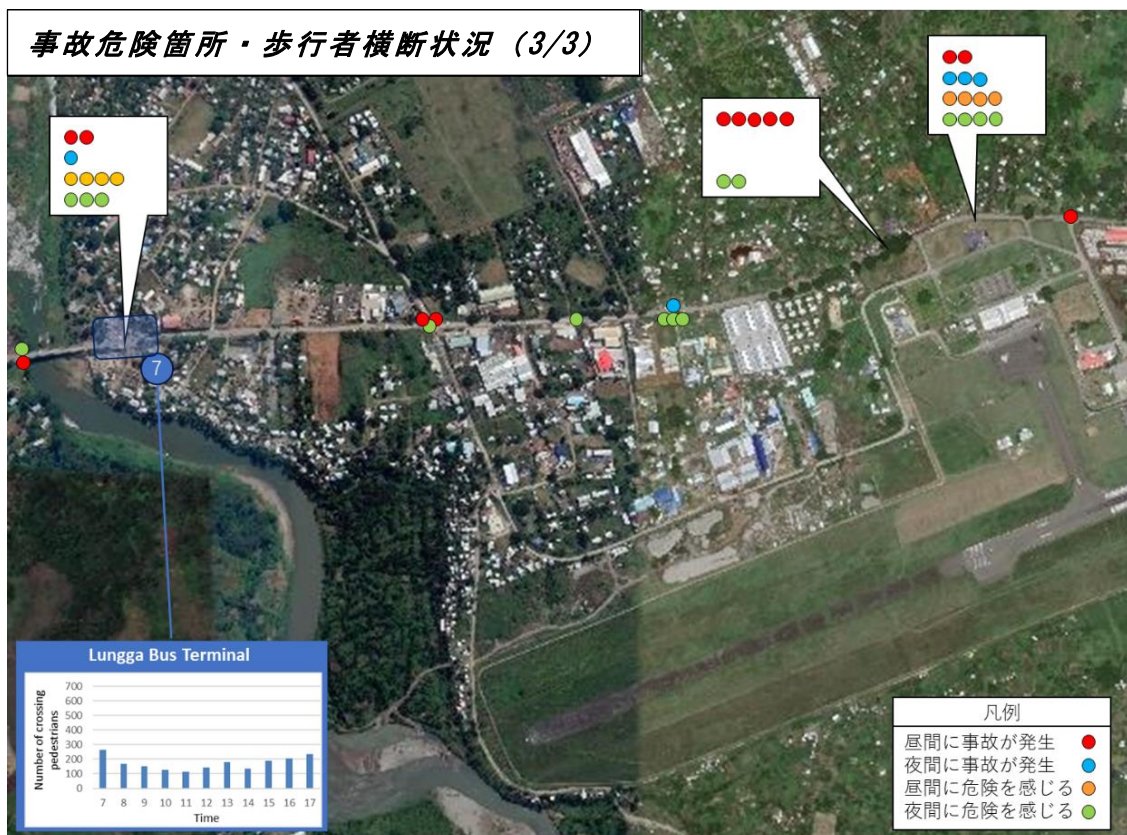 事故危険箇所・歩行者横断状況 (3/3)
7
Lungga Bus Terminal
Number of crossing
pedestrians
700
600
500
400
300
200
100
0
7 8 9 10 11 12 13 14 15 16 17
Time
凡例
昼間に事故が発生
夜間に事故が発生
昼間に危険を感じる
夜間に危険を感じる